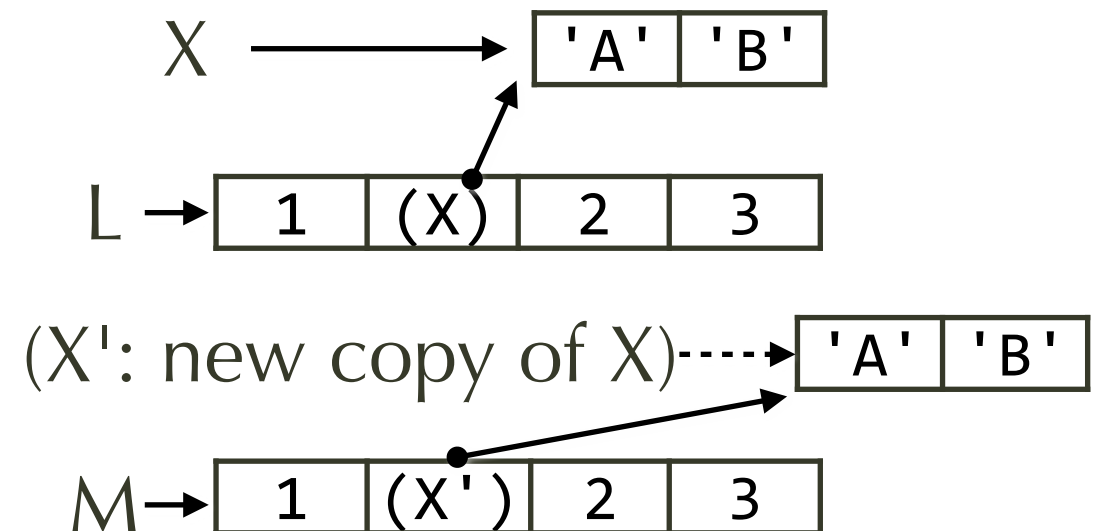 X 'A' 'B'
L 1 (X) 2 3
(X': new copy of X) 'A' 'B'
M 1 (X') 2 3